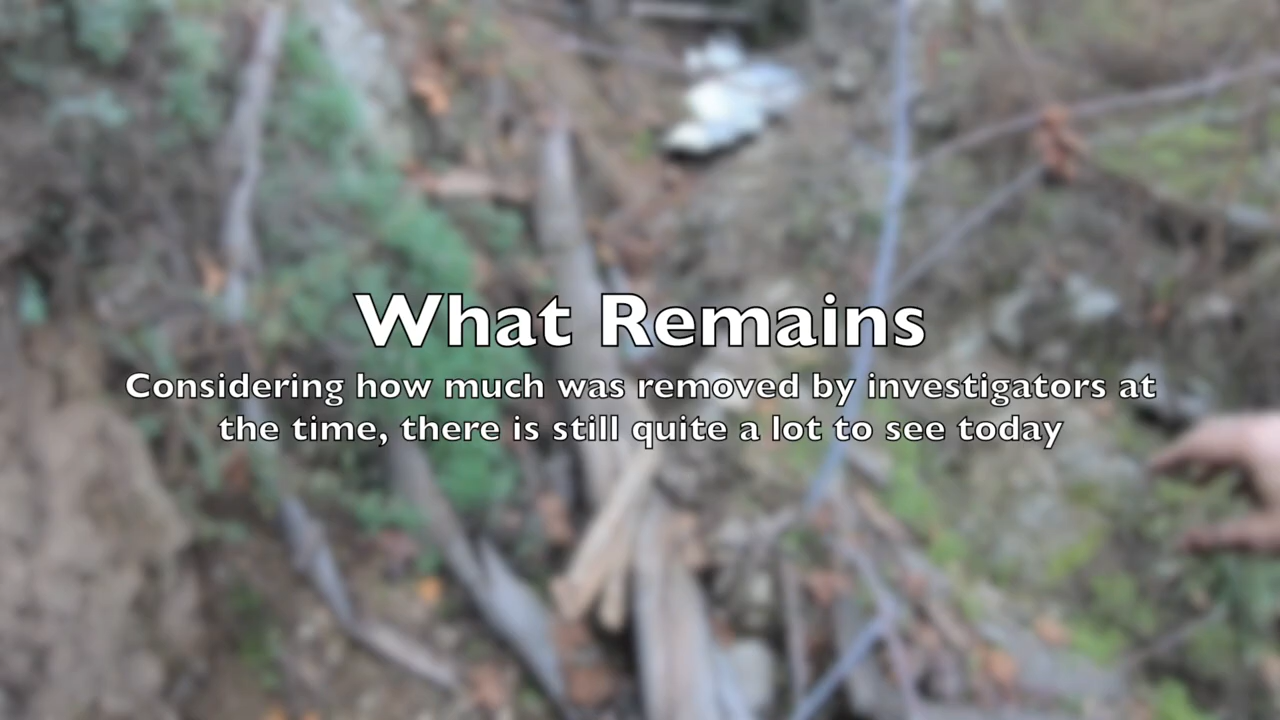 What Remains
Considering how much was removed by investigators at
the time, there is still quite a lot to see today